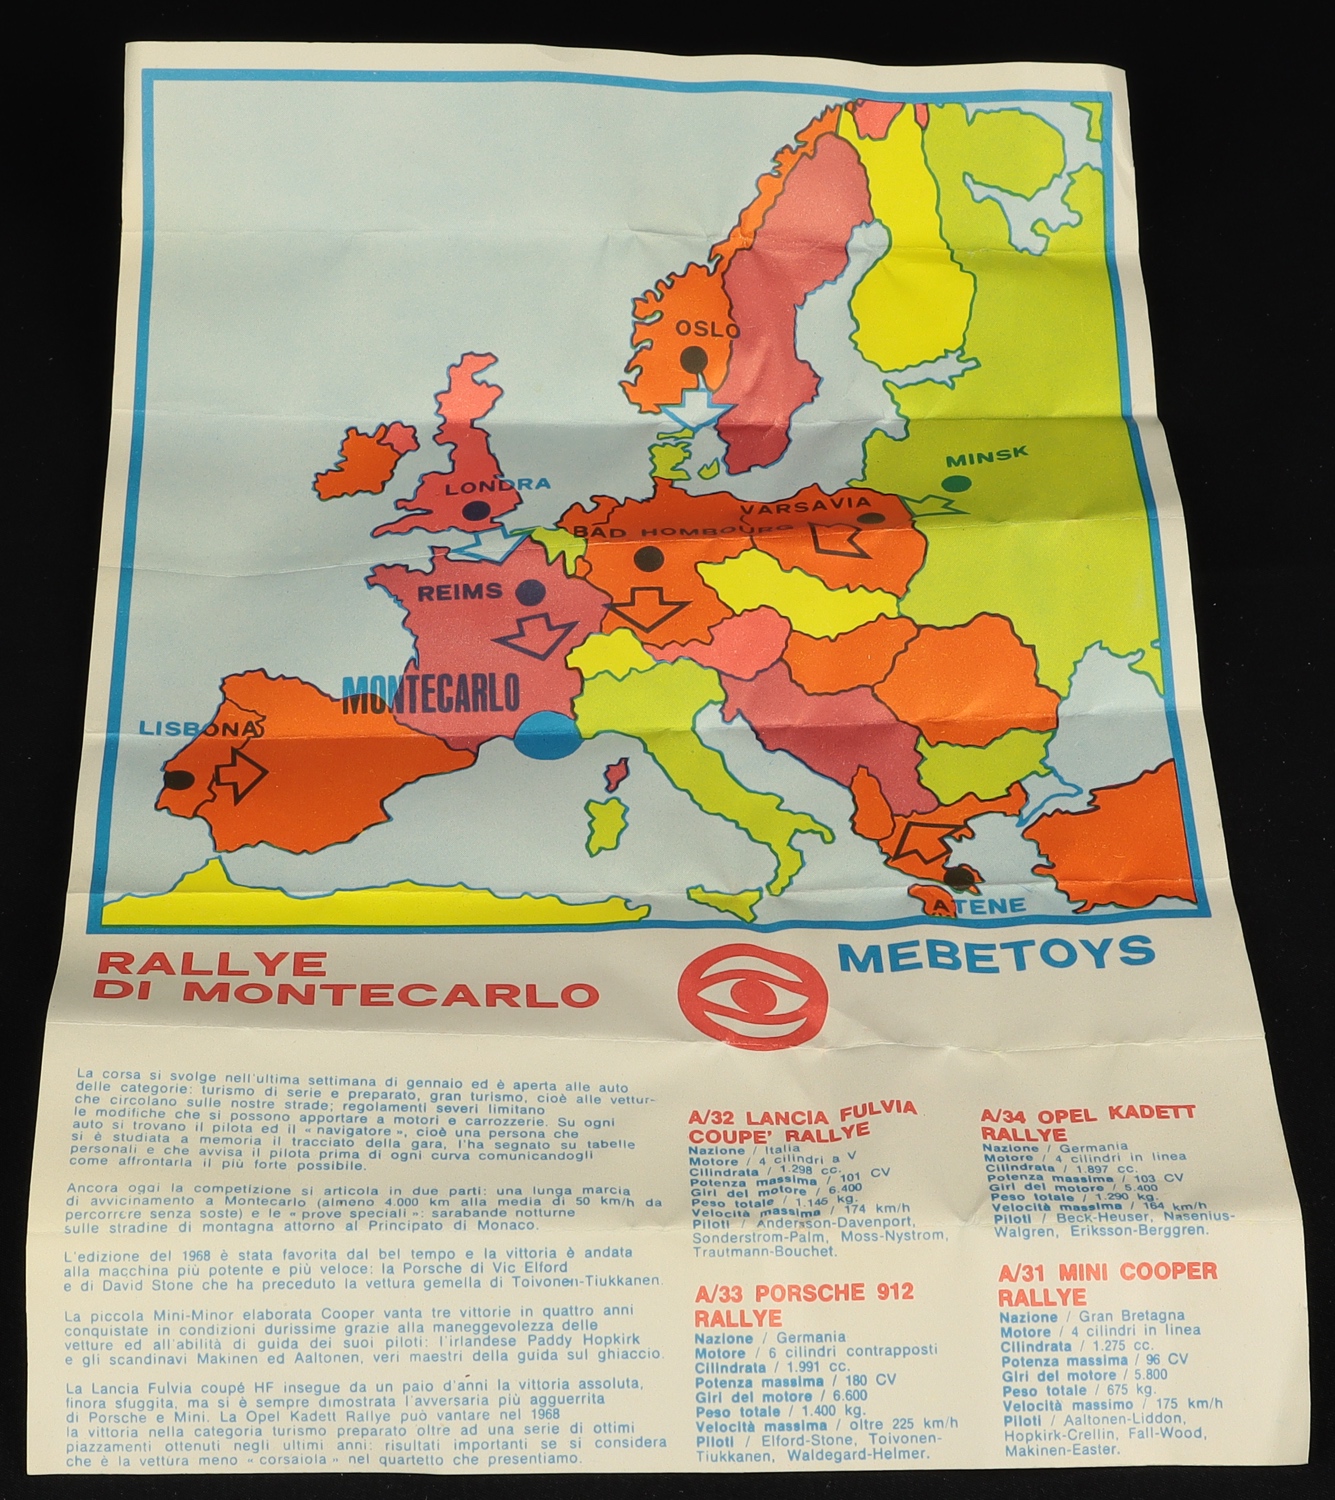 OSLO
MINSK
LONDRA
VARSAVIA
BAD HOMBOURG
REIMS
MONTECARLO
LISBONA
ATENE
RALLYE
DI MONTECARLO
MEBETOYS
La corsa si svolge nell'ultima settimana di gennaio ed è aperta alle auto
delle categorie: turismo di serie e preparato, gran turismo, cioè alle vettur-
che circolano sulle nostre strade; regolamenti severi limitano
le modifiche che si possono apportare a motori e carrozzerie. Su ogni
auto si trovano il pilota ed il « navigatore », cioè una persona che
si è studiata a memoria il tracciato della gara, l'ha segnato su tabelle
personali e che avvisa il pilota prima di ogni curva comunicandogli
come affrontarla il più forte possibile.
Ancora oggi la competizione si articola in due parti: una lunga marcia
di avvicinamento a Montecarlo (almeno 4.000 km alla media di 50 km/h da
percorrere senza soste) e le « prove speciali »: sarabande notturne
sulle stradine di montagna attorno al Principato di Monaco.
L'edizione del 1968 è stata favorita dal bel tempo e la vittoria è andata
alla macchina più potente e più veloce: la Porsche di Vic Elford
e di David Stone che ha preceduto la vettura gemella di Toivonen-Tiukkanen.
La piccola Mini-Minor elaborata Cooper vanta tre vittorie in quattro anni
conquistate in condizioni durissime grazie alla maneggevolezza delle
vetture ed all'abilità di guida dei suoi piloti: l'irlandese Paddy Hopkirk
e gli scandinavi Makinen ed Aaltonen, veri maestri della guida sul ghiaccio.
La Lancia Fulvia coupé HF insegue da un paio d'anni la vittoria assoluta,
finora sfuggita, ma si è sempre dimostrata l'avversaria più agguerrita
di Porsche e Mini. La Opel Kadett Rallye può vantare nel 1968
la vittoria nella categoria turismo preparato oltre ad una serie di ottimi
piazzamenti ottenuti negli ultimi anni: risultati importanti se si considera
che è la vettura meno « corsaiola » nel quartetto che presentiamo.
A/32 LANCIA FULVIA
COUPE' RALLYE
Nazione / Italia
Motore / 4 cilindri a V
Cilindrata / 1.298 cc.
Potenza massima / 101 CV
Giri del motore / 6.400
Peso totale / 1.145 kg.
Velocità massima / 174 km/h
Piloti / Andersson-Davenport,
Sonderstrom-Palm, Moss-Nystrom,
Trautmann-Bouchet.
A/33 PORSCHE 912
RALLYE
Nazione / Germania
Motore / 6 cilindri contrapposti
Cilindrata / 1.991 cc.
Potenza massima / 180 CV
Giri del motore / 6.600
Peso totale / 1.400 kg.
Velocità massima / oltre 225 km/h
Piloti / Elford-Stone, Toivonen-
Tiukkanen, Waldegard-Helmer.
A/34 OPEL KADETT
RALLYE
Nazione / Germania
Motore / 4 cilindri in linea
Cilindrata / 1.897 cc.
Potenza massima / 103 CV
Giri del motore / 5.400
Peso totale / 1.290 kg.
Velocità massima / 164 km/h
Piloti / Beck-Heuser, Nasenius-
Walgren, Eriksson-Berggren.
A/31 MINI COOPER
RALLYE
Nazione / Gran Bretagna
Motore / 4 cilindri in linea
Cilindrata / 1.275 cc.
Potenza massima / 96 CV
Giri del motore / 5.800
Peso totale / 675 kg.
Velocità massimo / 175 km/h
Piloti / Aaltonen-Liddon,
Hopkirk-Crellin, Fall-Wood,
Makinen-Easter.